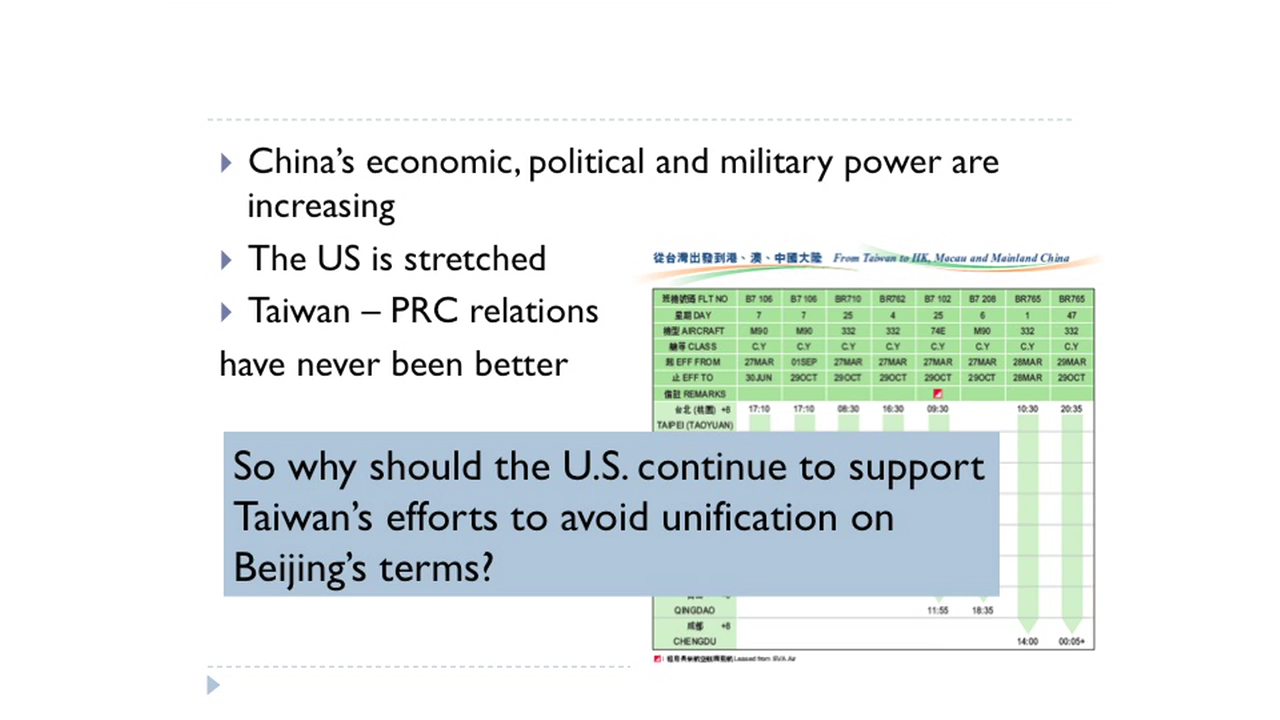 China's economic, political and military power are
increasing
The US is stretched
Taiwan – PRC relations
have never been better
從台灣出發到港、澳、中國大陸 From Taiwan to HK, Macau and Mainland China
班機號碼 FLT NO B7 106 B7 106 BR710 BR762 B7 102 B7 208 BR765 BR765
星期 DAY 7 7 25 4 25 6 1 47
機型 AIRCRAFT M90 M90 332 332 74E M90 332 332
艙等 CLASS C.Y C.Y C.Y C.Y C.Y C.Y C.Y C.Y
起 EFF FROM 27MAR 01SEP 27MAR 27MAR 27MAR 27MAR 28MAR 29MAR
止 EFF TO 30JUN 29OCT 29OCT 29OCT 29OCT 29OCT 28MAR 29OCT
備註 REMARKS
台北 (桃園) +8 17:10 17:10 08:30 16:30 09:30 10:30 20:35
TAIPEI (TAOYUAN)
So why should the U.S. continue to support
Taiwan's efforts to avoid unification on
Beijing's terms?
QINGDAO 11:55 18:35
成都 +8
CHENGDU 14:00 00:05+
Leased from EVA Air